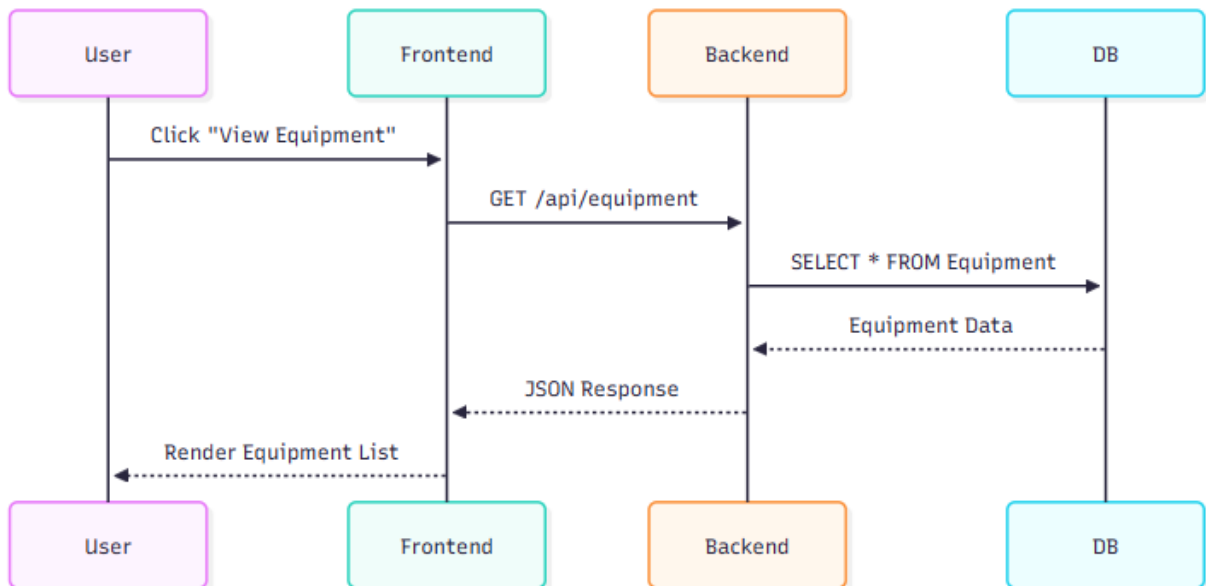 User
Frontend
Backend
DB
Click "View Equipment"
GET /api/equipment
SELECT * FROM Equipment
Equipment Data
JSON Response
Render Equipment List
User
Frontend
Backend
DB